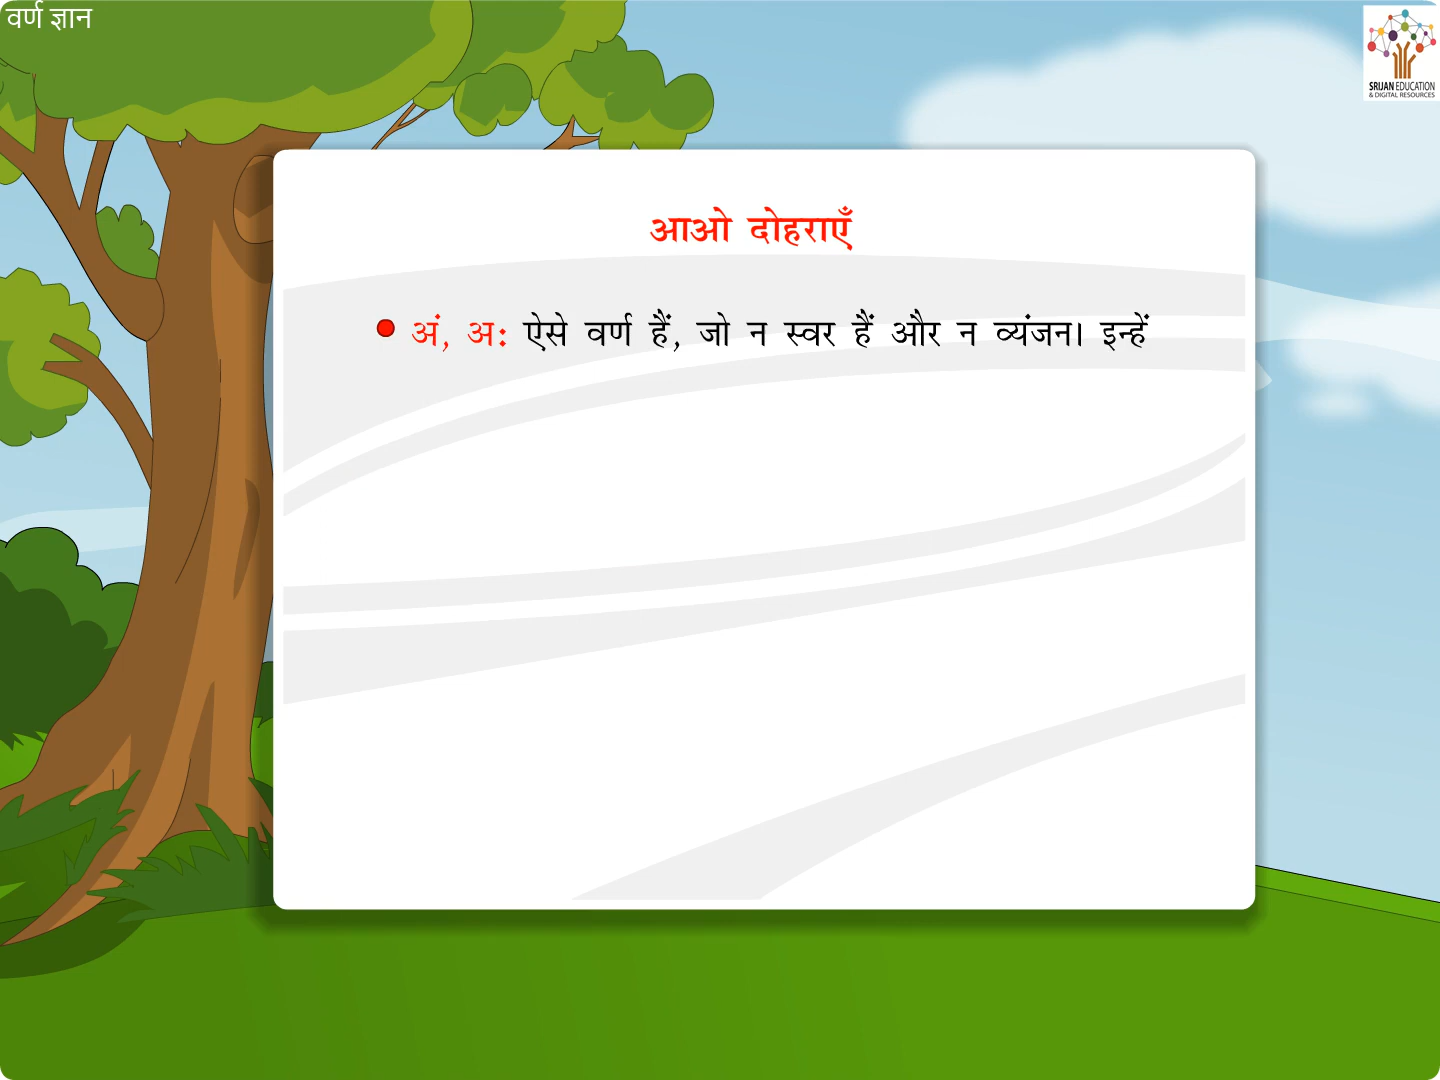 वर्ण ज्ञान
SRIJAN EDUCATION
& DIGITAL RESOURCES
आओ दोहराएँ
अं, अः ऐसे वर्ण हैं, जो न स्वर हैं और न व्यंजन। इन्हें